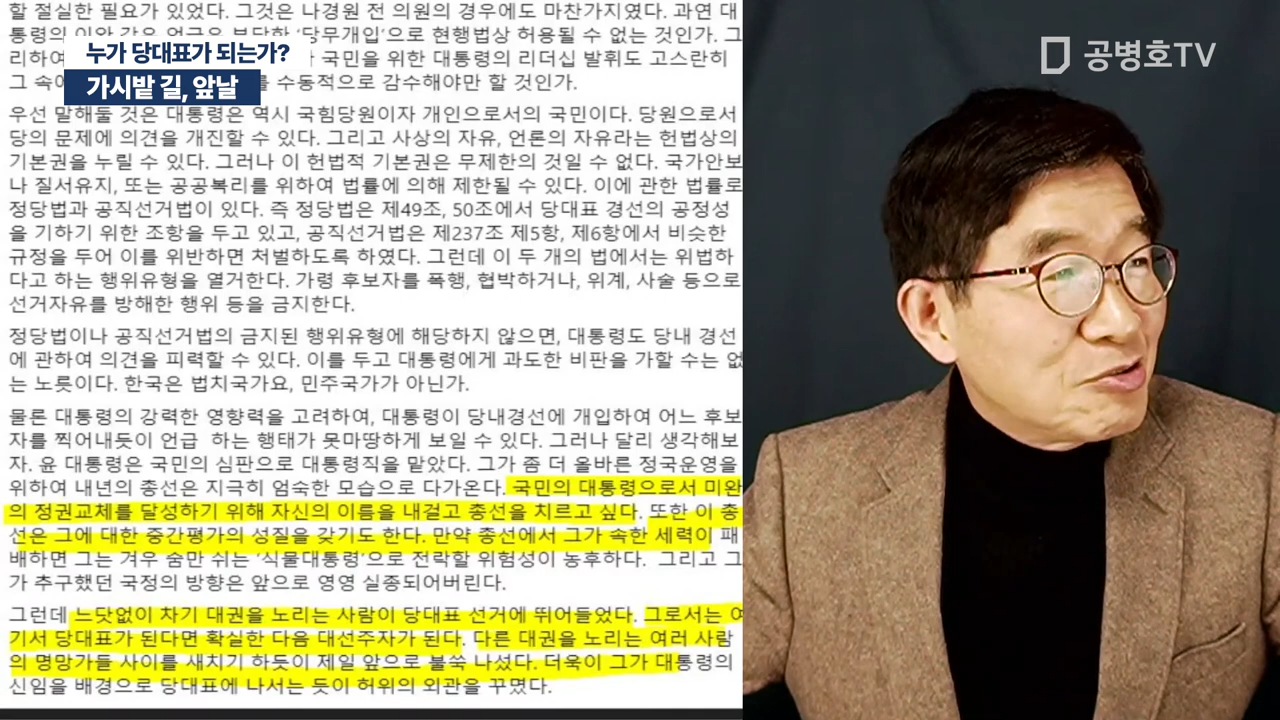 할 절실한 필요가 있었다. 그것은 나경원 전 의원의 경우에도 마찬가지였다. 과연 대
통령의 이와 같은 언급은 부당한 '당무개입'으로 현행법상 허용될 수 없는 것인가. 그
누가 당대표가 되는가?
리하여 국민을 위한 대통령의 리더십 발휘도 고스란히
가시밭 길, 앞날
그 속에 를 수동적으로 감수해야만 할 것인가.
공병호TV
우선 말해둘 것은 대통령은 역시 국힘당원이자 개인으로서의 국민이다. 당원으로서
당의 문제에 의견을 개진할 수 있다. 그리고 사상의 자유, 언론의 자유라는 헌법상의
기본권을 누릴 수 있다. 그러나 이 헌법적 기본권은 무제한의 것일 수 없다. 국가안보
나 질서유지, 또는 공공복리를 위하여 법률에 의해 제한될 수 있다. 이에 관한 법률로
정당법과 공직선거법이 있다. 즉 정당법은 제49조, 50조에서 당대표 경선의 공정성
을 기하기 위한 조항을 두고 있고, 공직선거법은 제237조 제5항, 제6항에서 비슷한
규정을 두어 이를 위반하면 처벌하도록 하였다. 그런데 이 두 개의 법에서는 위법하
다고 하는 행위유형을 열거한다. 가령 후보자를 폭행, 협박하거나, 위계, 사술 등으로
선거자유를 방해한 행위 등을 금지한다.
정당법이나 공직선거법의 금지된 행위유형에 해당하지 않으면, 대통령도 당내 경선
에 관하여 의견을 피력할 수 있다. 이를 두고 대통령에게 과도한 비판을 가할 수는 없
는 노릇이다. 한국은 법치국가요, 민주국가가 아닌가.
물론 대통령의 강력한 영향력을 고려하여, 대통령이 당내경선에 개입하여 어느 후보
자를 찍어내듯이 언급 하는 행태가 못마땅하게 보일 수 있다. 그러나 달리 생각해보
자. 윤 대통령은 국민의 심판으로 대통령직을 맡았다. 그가 좀 더 올바른 정국운영을
위하여 내년의 총선은 지극히 엄숙한 모습으로 다가온다. 국민의 대통령으로서 미완
의 정권교체를 달성하기 위해 자신의 이름을 내걸고 총선을 치르고 싶다. 또한 이 총
선은 그에 대한 중간평가의 성질을 갖기도 한다. 만약 총선에서 그가 속한 세력이 패
배하면 그는 겨우 숨만 쉬는 '식물대통령'으로 전락할 위험성이 농후하다. 그리고 그
가 추구했던 국정의 방향은 앞으로 영영 실종되어버린다.
그런데 느닷없이 차기 대권을 노리는 사람이 당대표 선거에 뛰어들었다. 그로서는 여
기서 당대표가 된다면 확실한 다음 대선주자가 된다. 다른 대권을 노리는 여러 사람
의 명망가들 사이를 새치기 하듯이 제일 앞으로 불쑥 나섰다. 더욱이 그가 대통령의
신임을 배경으로 당대표에 나서는 듯이 허위의 외관을 꾸몄다.